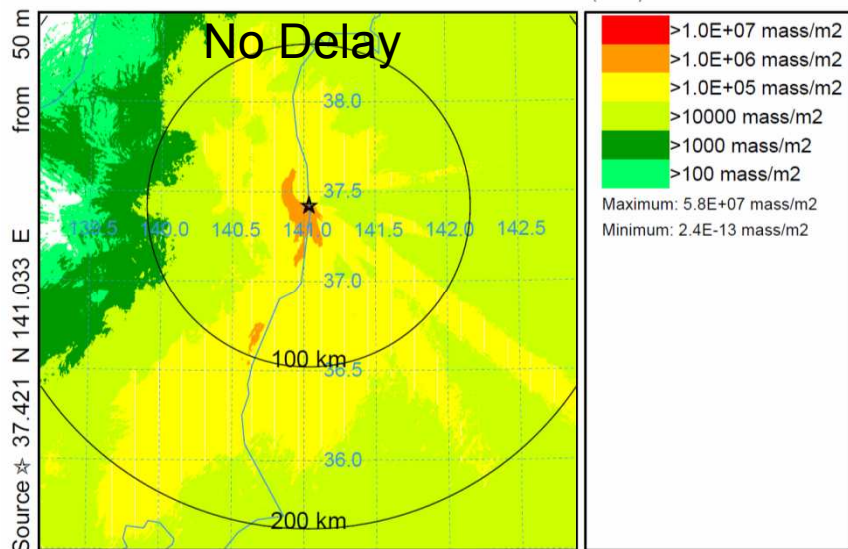 No Delay
Source ☆ 37.421 N 141.033 E from 50 m
38.0
37.5
139.5 140.0 140.5 141.0 141.5 142.0 142.5
37.0
100 km
36.5
36.0
200 km
>1.0E+07 mass/m2
>1.0E+06 mass/m2
>1.0E+05 mass/m2
>10000 mass/m2
>1000 mass/m2
>100 mass/m2
Maximum: 5.8E+07 mass/m2
Minimum: 2.4E-13 mass/m2